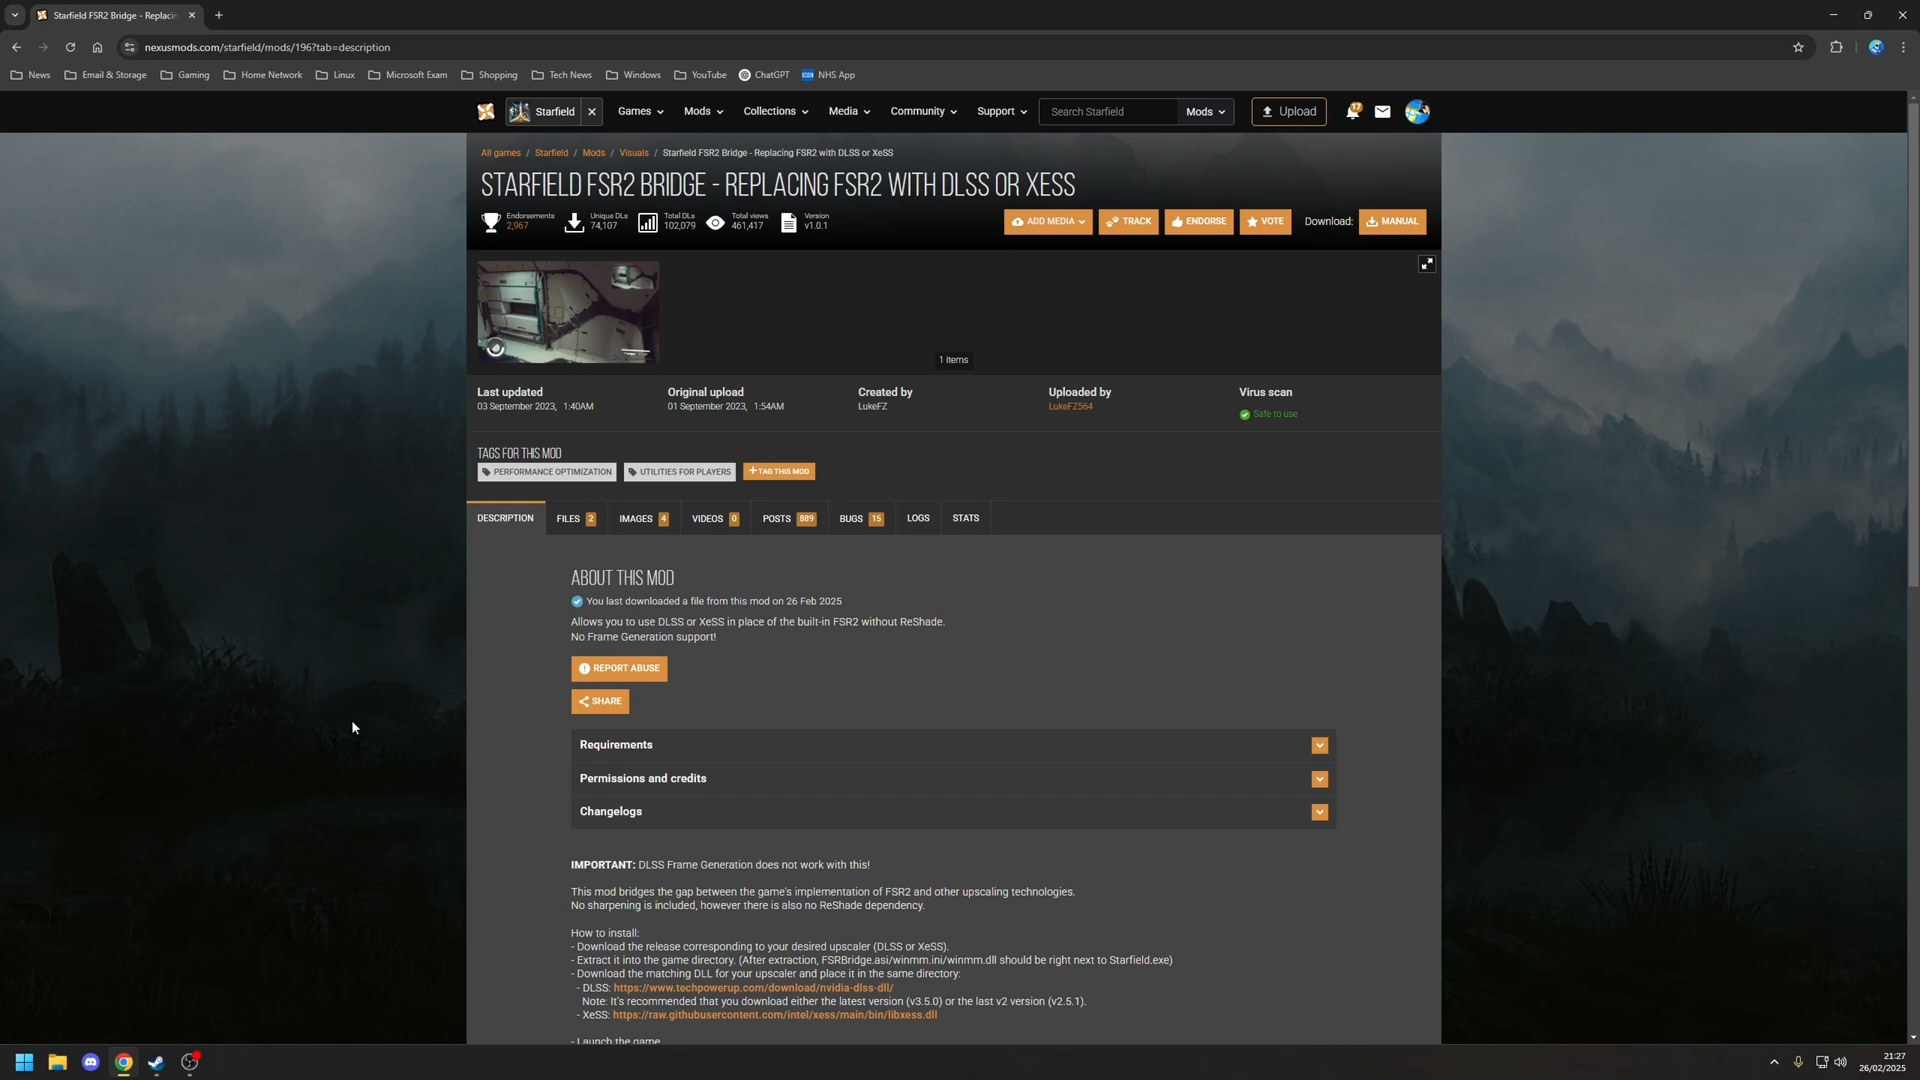 Starfield FSR2 Bridge - Replacin
nexusmods.com/starfield/mods/196?tab=description
News
Email & Storage
Gaming
Home Network
Linux
Microsoft Exam
Shopping
Tech News
Windows
YouTube
ChatGPT
NHS App
Starfield
Games
Mods
Collections
Media
Community
Support
Search Starfield
Mods
Upload
17
All games / Starfield / Mods / Visuals / Starfield FSR2 Bridge - Replacing FSR2 with DLSS or XeSS
STARFIELD FSR2 BRIDGE - REPLACING FSR2 WITH DLSS OR XESS
Endorsements
2,967
Unique DLs
74,107
Total DLs
102,079
Total views
461,417
Version
v1.0.1
ADD MEDIA
TRACK
ENDORSE
VOTE
Download:
MANUAL
1 items
Last updated
03 September 2023, 1:40AM
Original upload
01 September 2023, 1:54AM
Created by
LukeFZ
Uploaded by
LukeFZ564
Virus scan
Safe to use
TAGS FOR THIS MOD
PERFORMANCE OPTIMIZATION
UTILITIES FOR PLAYERS
+TAG THIS MOD
DESCRIPTION
FILES 2
IMAGES 4
VIDEOS 0
POSTS 889
BUGS 15
LOGS
STATS
ABOUT THIS MOD
You last downloaded a file from this mod on 26 Feb 2025
Allows you to use DLSS or XeSS in place of the built-in FSR2 without ReShade.
No Frame Generation support!
REPORT ABUSE
SHARE
Requirements
Permissions and credits
Changelogs
IMPORTANT: DLSS Frame Generation does not work with this!
This mod bridges the gap between the game's implementation of FSR2 and other upscaling technologies.
No sharpening is included, however there is also no ReShade dependency.
How to install:
- Download the release corresponding to your desired upscaler (DLSS or XeSS).
- Extract it into the game directory. (After extraction, FSRBridge.asi/winmm.ini/winmm.dll should be right next to Starfield.exe)
- Download the matching DLL for your upscaler and place it in the same directory:
- DLSS: https://www.techpowerup.com/download/nvidia-dlss-dll/
Note: It's recommended that you download either the latest version (v3.5.0) or the last v2 version (v2.5.1).
- XeSS: https://raw.githubusercontent.com/intel/xess/main/bin/libxess.dll
- Launch the game
21:27
26/02/2025